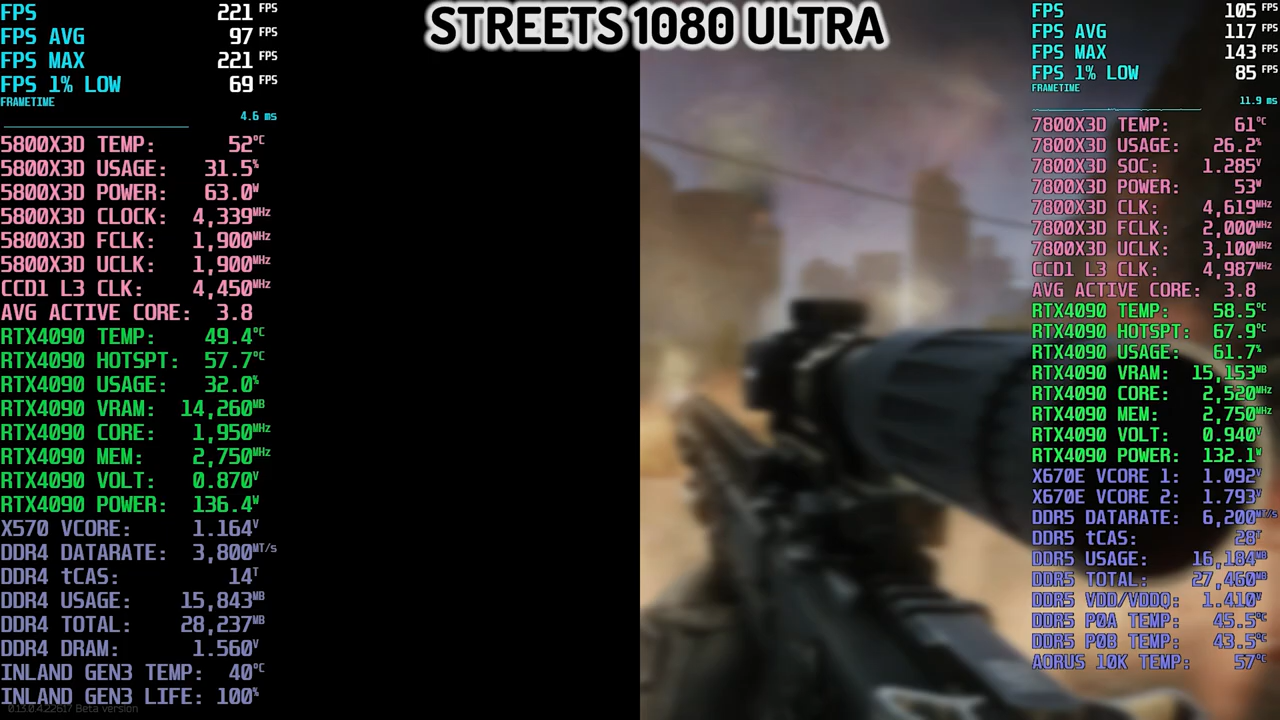 STREETS 1080 ULTRA
FPS 221 FPS
FPS AVG 97 FPS
FPS MAX 221 FPS
FPS 1% LOW 69 FPS
FRAMETIME
4.6 ms
5800X3D TEMP: 52°C
5800X3D USAGE: 31.5%
5800X3D POWER: 63.0W
5800X3D CLOCK: 4,339MHz
5800X3D FCLK: 1,900MHz
5800X3D UCLK: 1,900MHz
CCD1 L3 CLK: 4,450MHz
AVG ACTIVE CORE: 3.8
RTX4090 TEMP: 49.4°C
RTX4090 HOTSPT: 57.7°C
RTX4090 USAGE: 32.0%
RTX4090 VRAM: 14,260MB
RTX4090 CORE: 1,950MHz
RTX4090 MEM: 2,750MHz
RTX4090 VOLT: 0.870V
RTX4090 POWER: 136.4W
X570 VCORE: 1.164V
DDR4 DATARATE: 3,800MT/s
DDR4 tCAS: 14T
DDR4 USAGE: 15,843MB
DDR4 TOTAL: 28,237MB
DDR4 DRAM: 1.560V
INLAND GEN3 TEMP: 40°C
INLAND GEN3 LIFE: 100%
0.13.0.4.22617 Beta version
FPS 105 FPS
FPS AVG 117 FPS
FPS MAX 143 FPS
FPS 1% LOW 85 FPS
FRAMETIME
11.9 ms
7800X3D TEMP: 61°C
7800X3D USAGE: 26.2%
7800X3D SOC: 1.285V
7800X3D POWER: 53W
7800X3D CLK: 4,619MHz
7800X3D FCLK: 2,000MHz
7800X3D UCLK: 3,100MHz
CCD1 L3 CLK: 4,987MHz
AVG ACTIVE CORE: 3.8
RTX4090 TEMP: 58.5°C
RTX4090 HOTSPT: 67.9°C
RTX4090 USAGE: 61.7%
RTX4090 VRAM: 15,153MB
RTX4090 CORE: 2,520MHz
RTX4090 MEM: 2,750MHz
RTX4090 VOLT: 0.940V
RTX4090 POWER: 132.1W
X670E VCORE 1: 1.092V
X670E VCORE 2: 1.793V
DDR5 DATARATE: 6,200MT/s
DDR5 tCAS: 28T
DDR5 USAGE: 16,184MB
DDR5 TOTAL: 27,460MB
DDR5 VDD/VDDQ: 1.410V
DDR5 P0A TEMP: 45.5°C
DDR5 P0B TEMP: 43.5°C
AORUS 10K TEMP: 57°C